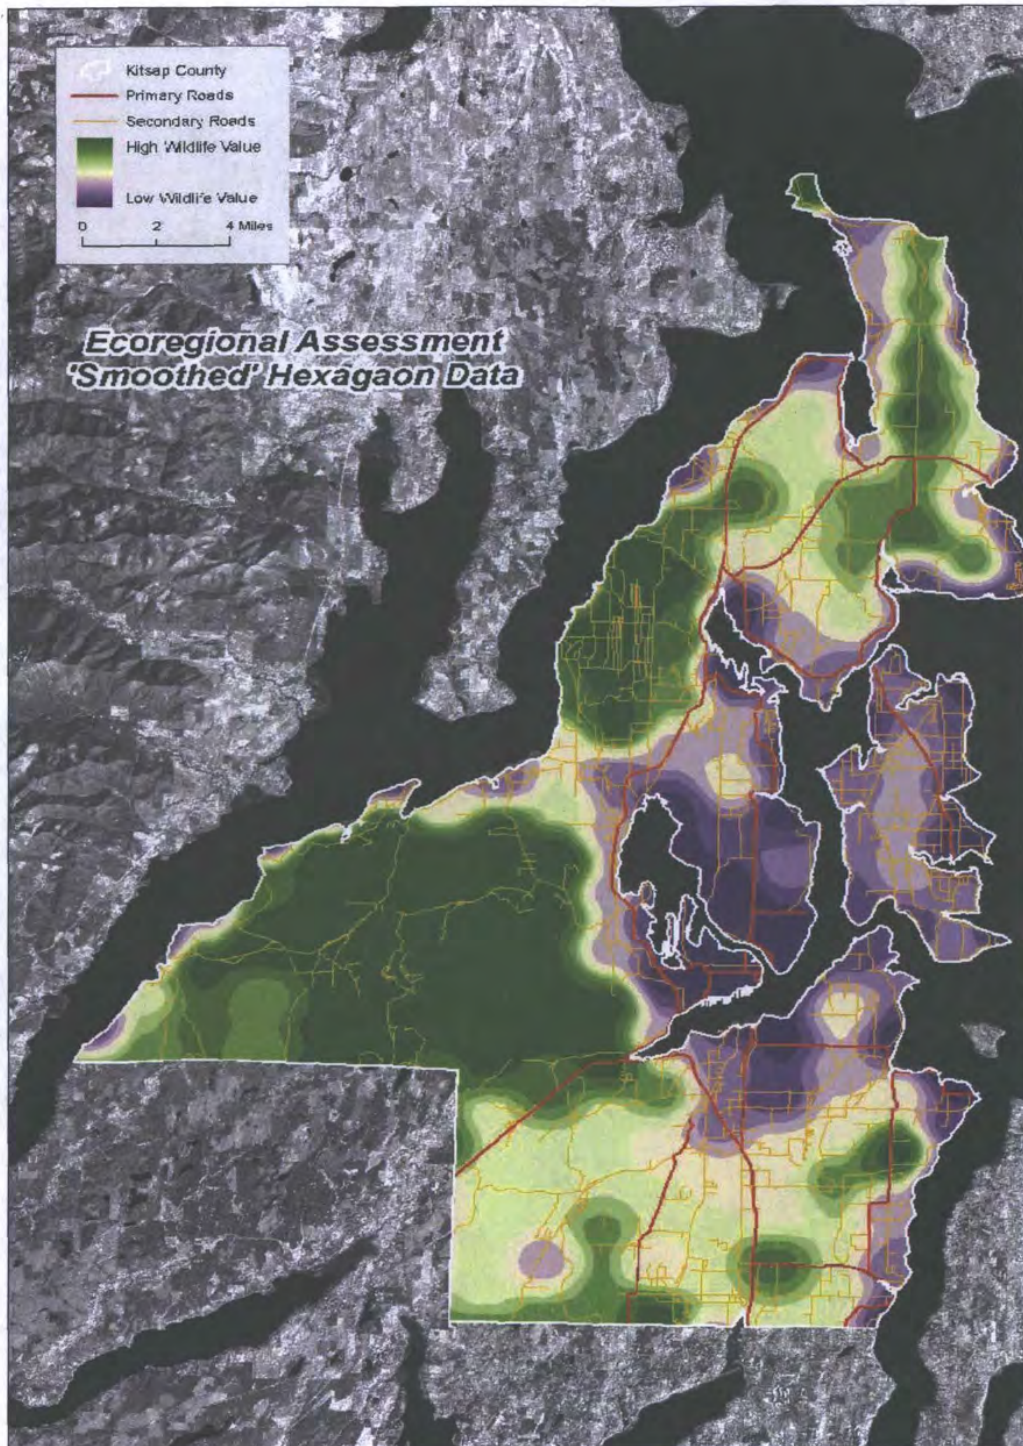 Kitsap County
Primary Roads
Secondary Roads
High Wildlife Value
Low Wildlife Value
0 2 4 Miles
Ecoregional Assessment
'Smoothed' Hexagaon Data